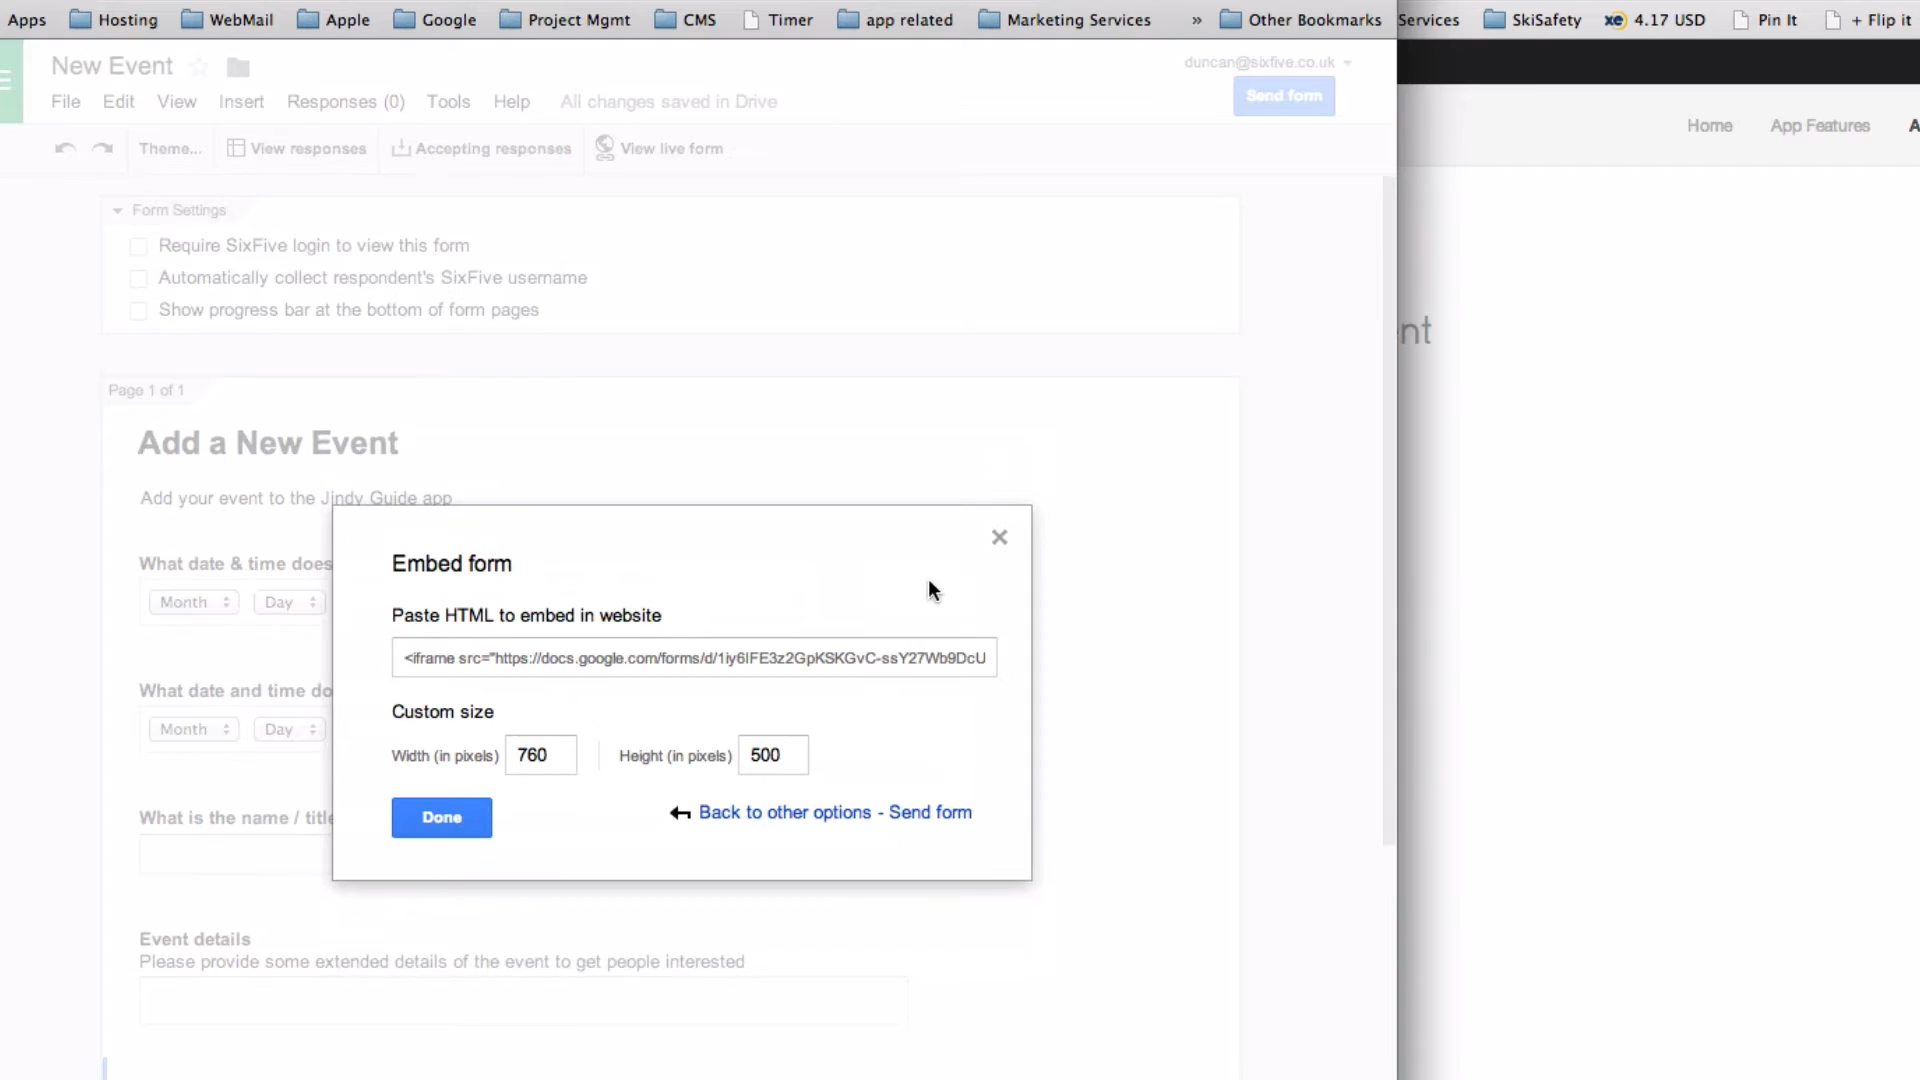 Apps Hosting WebMail Apple Google Project Mgmt CMS Timer app related Marketing Services » Other Bookmarks Services SkiSafety xe 4.17 USD Pin It + Flip it
New Event
duncan@sixfive.co.uk
File Edit View Insert Responses (0) Tools Help All changes saved in Drive
Send form
Home App Features A
Theme... View responses Accepting responses View live form
Form Settings
Require SixFive login to view this form
Automatically collect respondent's SixFive username
Show progress bar at the bottom of form pages
nt
Page 1 of 1
Add a New Event
Add your event to the Jindy Guide app
What date & time does
Month Day
What date and time do
Month Day
What is the name / title
Embed form
Paste HTML to embed in website
<iframe src="https://docs.google.com/forms/d/1iy6IFE3z2GpKSKGvC-ssY27Wb9DcU
Custom size
Width (in pixels) 760 Height (in pixels) 500
Done
Back to other options - Send form
Event details
Please provide some extended details of the event to get people interested